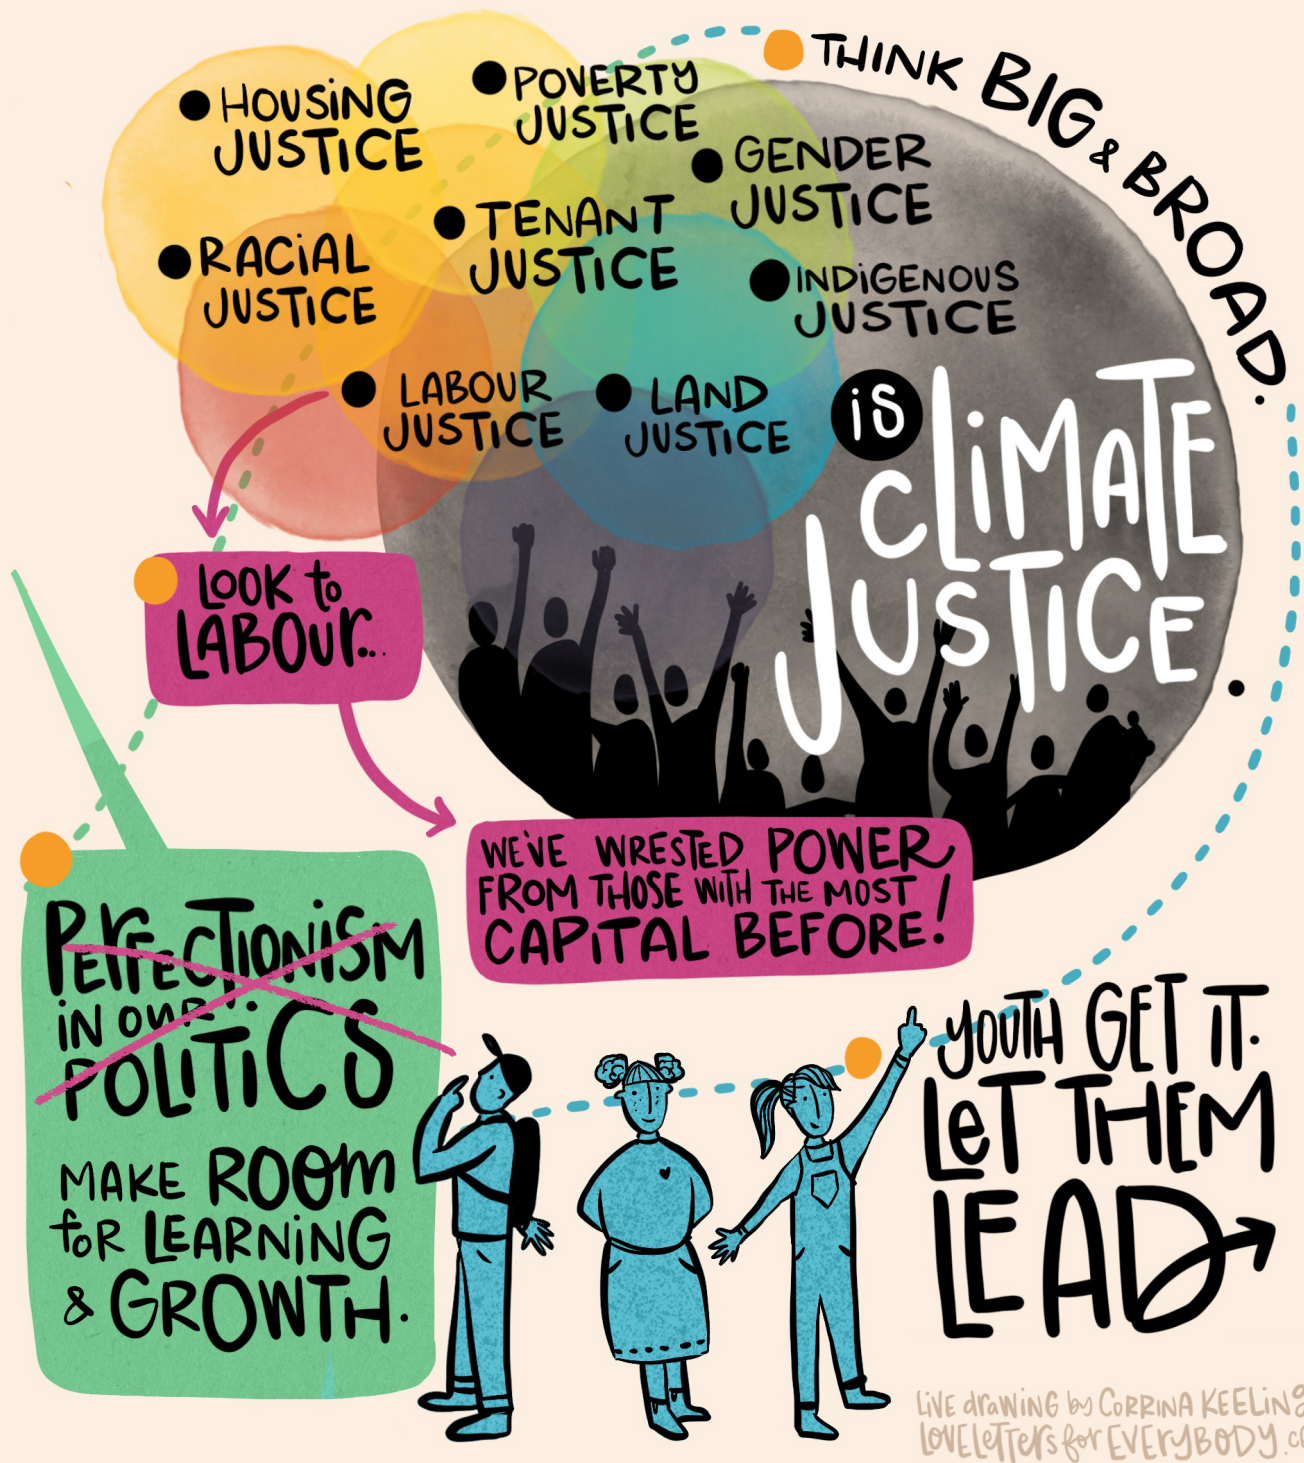 THINK BIG & BROAD.
HOUSING
JUSTICE
POVERTY
JUSTICE
GENDER
JUSTICE
RACIAL
JUSTICE
TENANT
JUSTICE
INDIGENOUS
JUSTICE
LABOUR
JUSTICE
LAND
JUSTICE
is
CLIMATE
JUSTICE
LOOK to
LABOUR...
WE'VE WRESTED POWER
FROM THOSE WITH THE MOST
CAPITAL BEFORE!
PERFECTIONISM
IN OUR
POLITICS
MAKE ROOM
for LEARNING
& GROWTH.
YOUTH GET IT.
LET THEM
LEAD
LIVE drawing by CORRINA KEELING
LOVELETTERS for EVERYBODY.